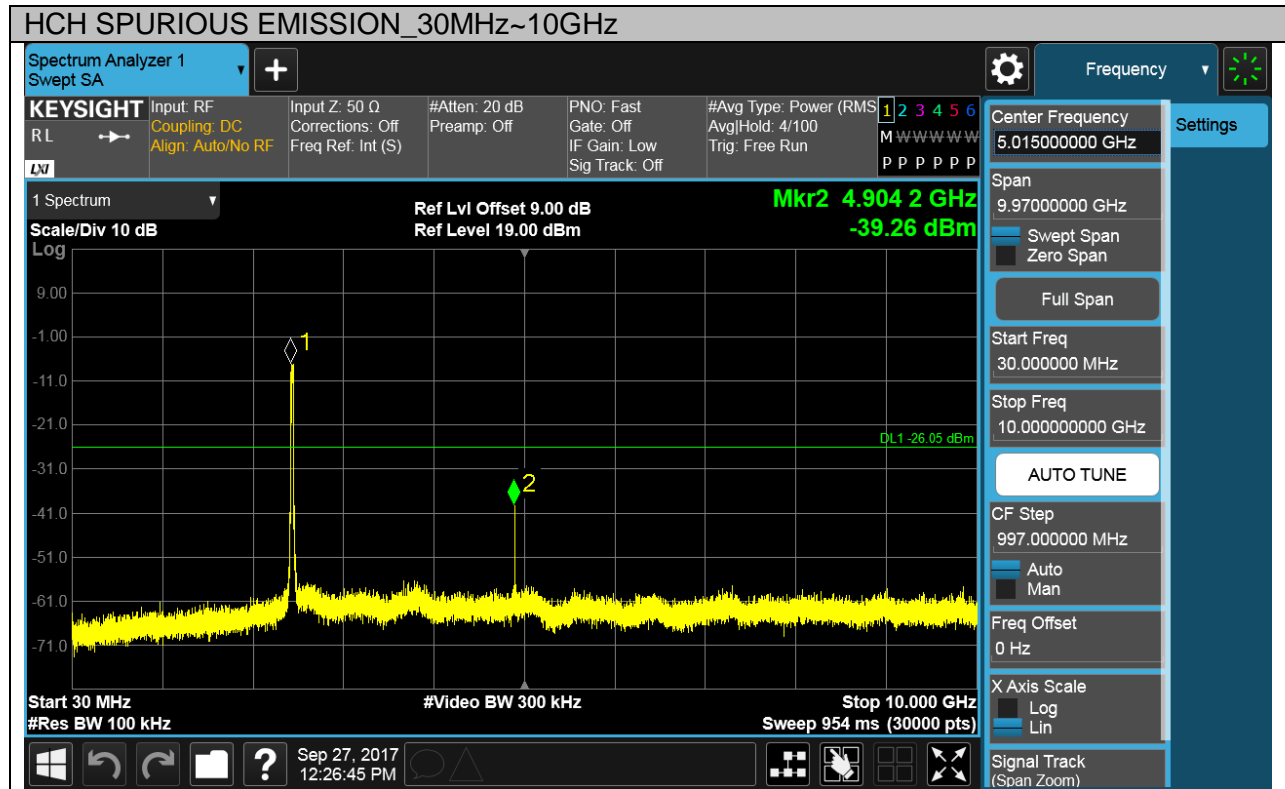 HCH SPURIOUS EMISSION_30MHz~10GHz
Spectrum Analyzer 1
Swept SA
+
Frequency
KEYSIGHT
RL
LXI
Input: RF
Coupling: DC
Align: Auto/No RF
Input Z: 50 Ω
Corrections: Off
Freq Ref: Int (S)
#Atten: 20 dB
Preamp: Off
PNO: Fast
Gate: Off
IF Gain: Low
Sig Track: Off
#Avg Type: Power (RMS
Avg|Hold: 4/100
Trig: Free Run
1 2 3 4 5 6
M W W W W W
P P P P P P
1 Spectrum
Scale/Div 10 dB
Ref Lvl Offset 9.00 dB
Ref Level 19.00 dBm
Mkr2 4.904 2 GHz
-39.26 dBm
Log
9.00
-1.00
-11.0
-21.0
-31.0
-41.0
-51.0
-61.0
-71.0
1
2
DL1 -26.05 dBm
Start 30 MHz
#Res BW 100 kHz
#Video BW 300 kHz
Stop 10.000 GHz
Sweep 954 ms (30000 pts)
?
Sep 27, 2017
12:26:45 PM
Center Frequency
5.015000000 GHz
Span
9.97000000 GHz
Swept Span
Zero Span
Full Span
Start Freq
30.000000 MHz
Stop Freq
10.000000000 GHz
AUTO TUNE
CF Step
997.000000 MHz
Auto
Man
Freq Offset
0 Hz
X Axis Scale
Log
Lin
Signal Track
(Span Zoom)
Settings